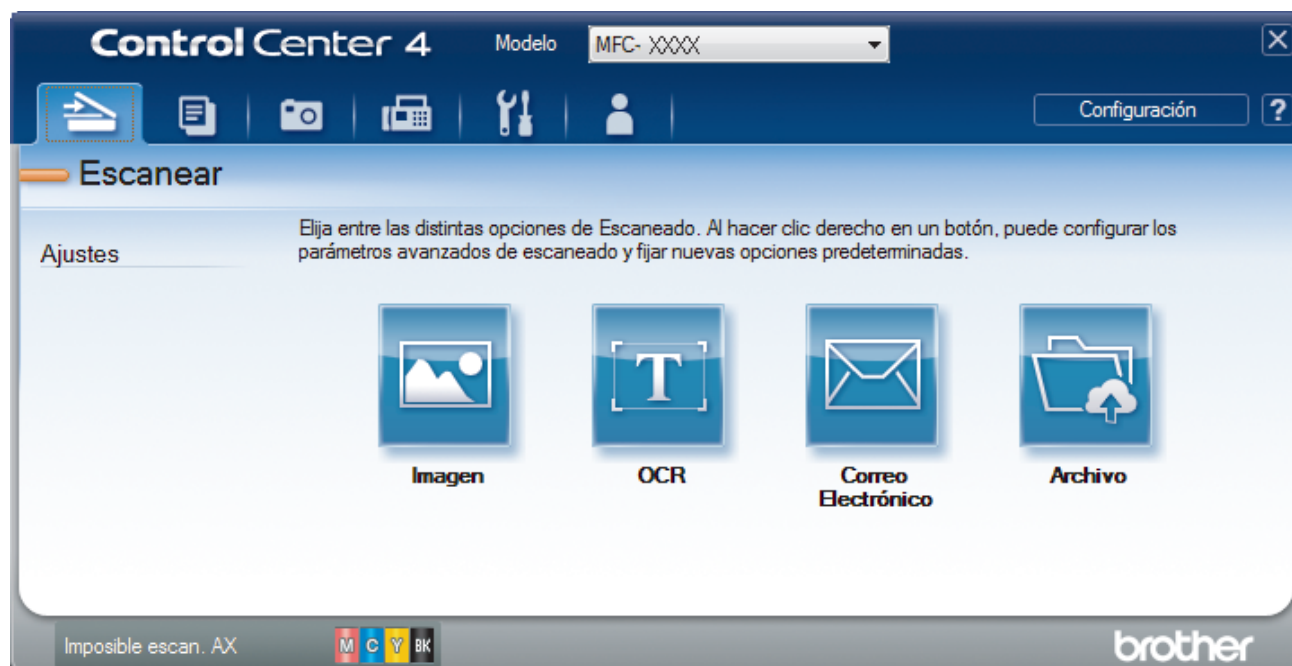 Control Center 4 Modelo MFC- XXXX X
Configuración ?
Escanear
Ajustes
Elija entre las distintas opciones de Escaneado. Al hacer clic derecho en un botón, puede configurar los
parámetros avanzados de escaneado y fijar nuevas opciones predeterminadas.
T
Imagen OCR Correo Archivo
Electrónico
Imposible escan. AX M C Y BK brother